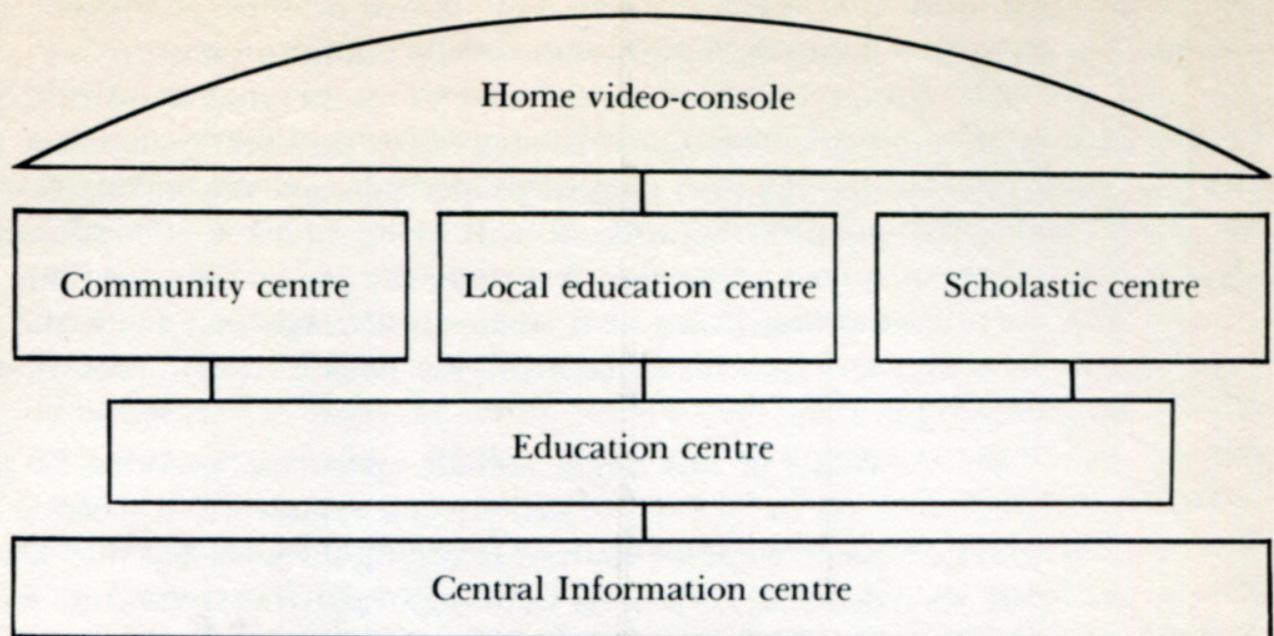 Home video-console
Community centre
Local education centre
Scholastic centre
Education centre
Central Information centre